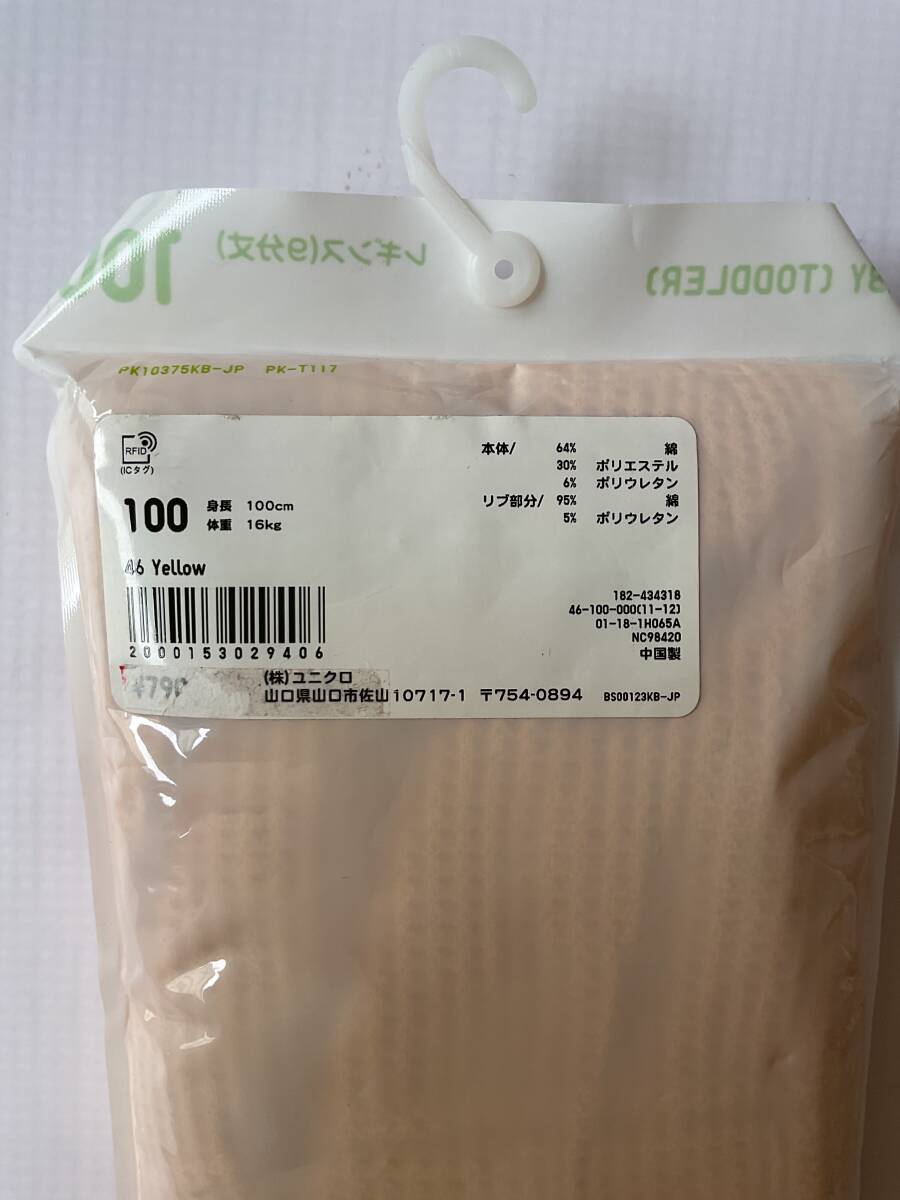 100 レギンス(9分丈) BY (TODDLER)
PK10375KB-JP PK-T117
RFID
(ICタグ)
100 身長 100cm
体重 16kg
46 Yellow
2000153029406
¥790
本体/ 64% 綿
30% ポリエステル
6% ポリウレタン
リブ部分/ 95% 綿
5% ポリウレタン
182-434318
46-100-000(11-12)
01-18-1H065A
NC98420
中国製
(株)ユニクロ
山口県山口市佐山10717-1 〒754-0894
BS00123KB-JP